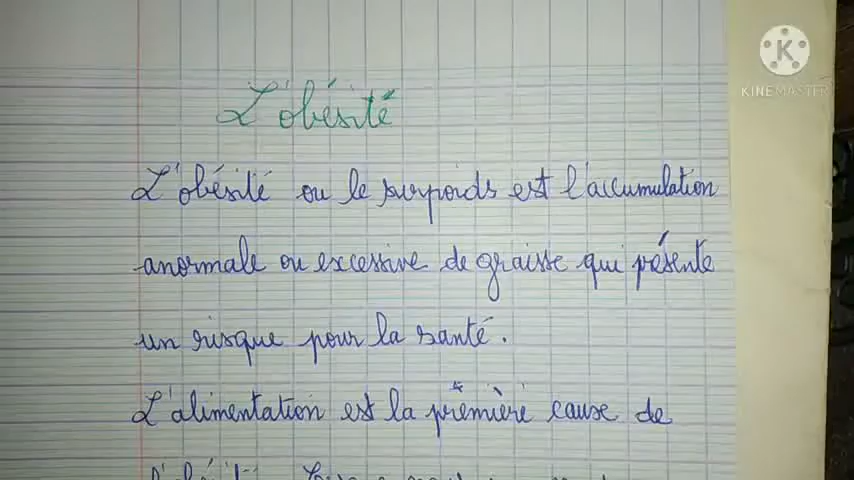 L'obésité
L'obésité ou le surpoids est l'accumulation
anormale ou excessive de graisse qui présente
un risque pour la santé.
L'alimentation est la première cause de
K
KINEMASTER